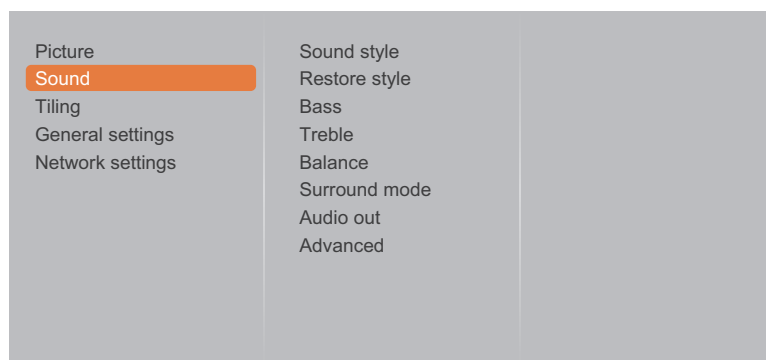 Picture
Sound
Tiling
General settings
Network settings
Sound style
Restore style
Bass
Treble
Balance
Surround mode
Audio out
Advanced